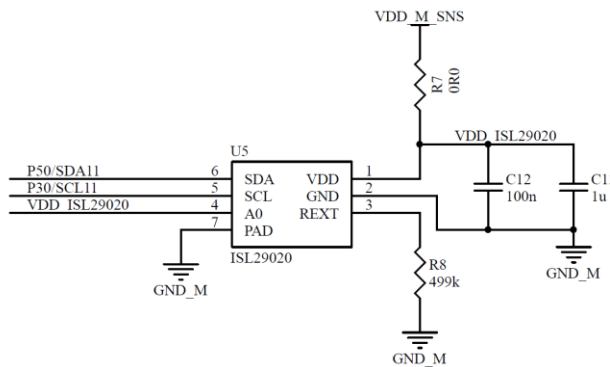 VDD_M_SNS
R7
0R0
VDD_ISL29020
U5
P50/SDA11 6 SDA VDD 1
P30/SCL11 5 SCL GND 2
VDD_ISL29020 4 A0 REXT 3
7 PAD
ISL29020
C12
100n
1u
GND_M
R8
499k
GND_M
GND_M